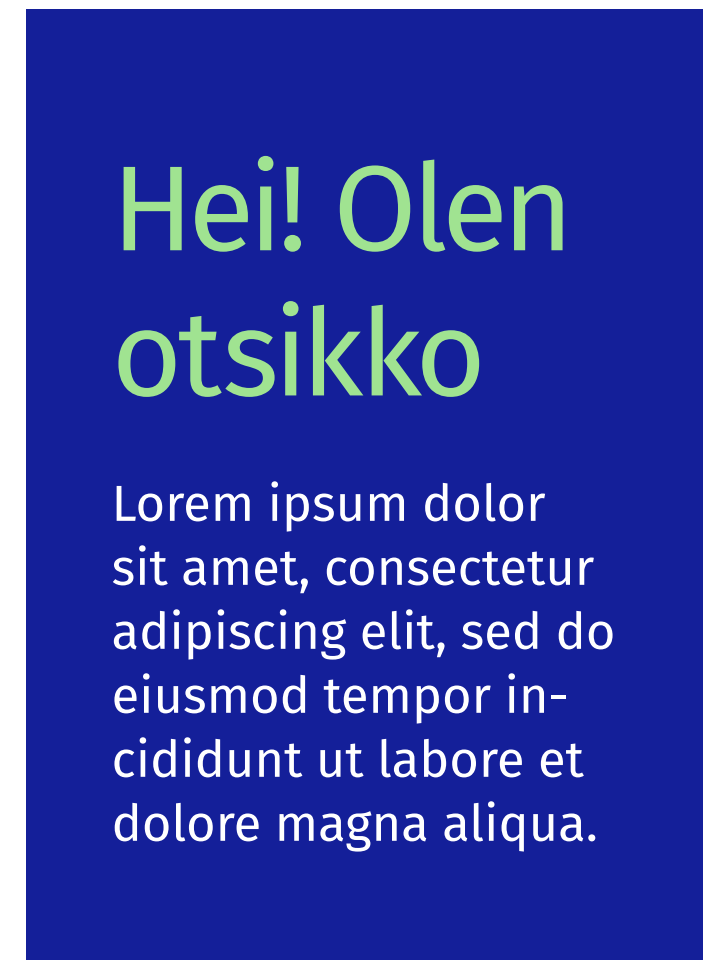 Hei! Olen
otsikko
Lorem ipsum dolor
sit amet, consectetur
adipiscing elit, sed do
eiusmod tempor in-
cididunt ut labore et
dolore magna aliqua.